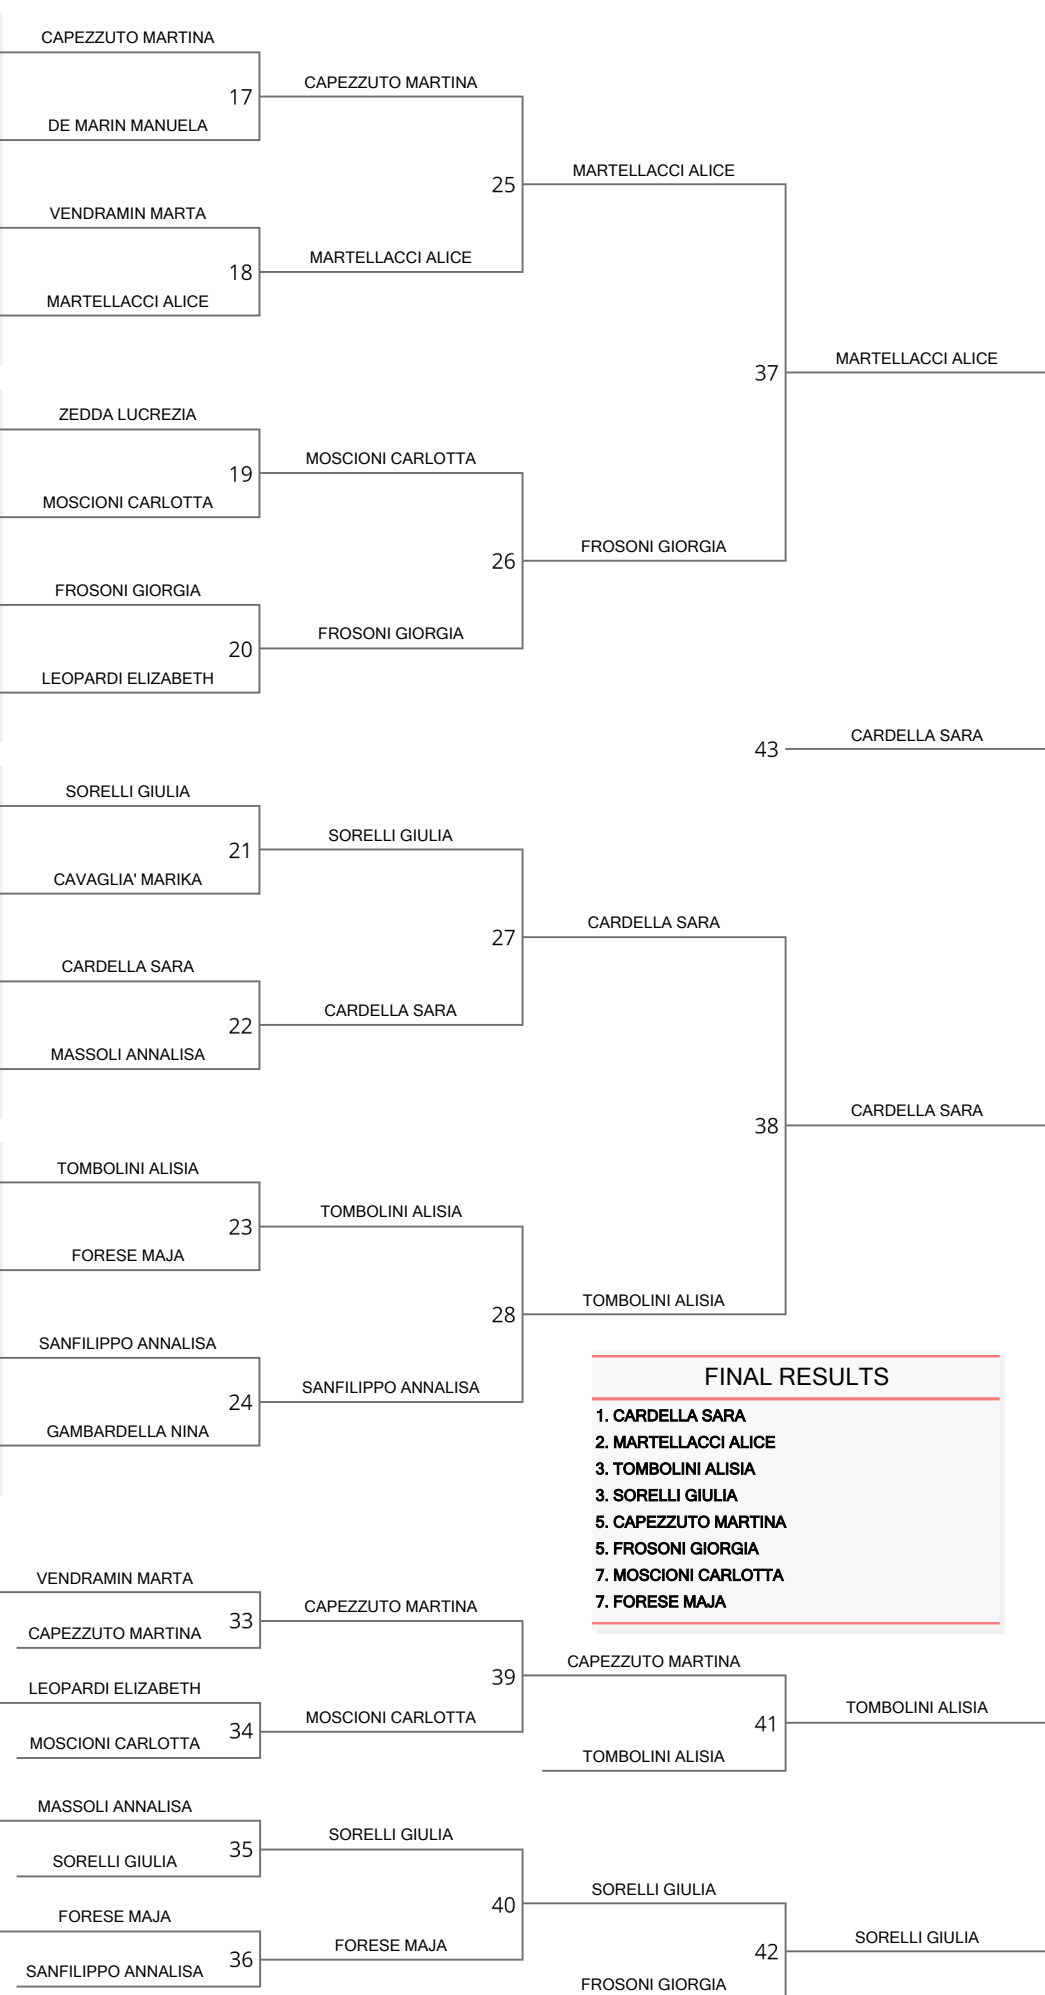 CAPEZZUTO MARTINA
CAPEZZUTO MARTINA
17
DE MARIN MANUELA
MARTELLACCI ALICE
25
VENDRAMIN MARTA
MARTELLACCI ALICE
18
MARTELLACCI ALICE
MARTELLACCI ALICE
37
ZEDDA LUCREZIA
MOSCIONI CARLOTTA
19
MOSCIONI CARLOTTA
FROSONI GIORGIA
26
FROSONI GIORGIA
FROSONI GIORGIA
20
LEOPARDI ELIZABETH
CARDELLA SARA
43
SORELLI GIULIA
SORELLI GIULIA
21
CAVAGLIA' MARIKA
CARDELLA SARA
27
CARDELLA SARA
CARDELLA SARA
22
MASSOLI ANNALISA
CARDELLA SARA
38
TOMBOLINI ALISIA
TOMBOLINI ALISIA
23
FORESE MAJA
TOMBOLINI ALISIA
28
SANFILIPPO ANNALISA
SANFILIPPO ANNALISA
24
GAMBARDELLA NINA
FINAL RESULTS
1. CARDELLA SARA
2. MARTELLACCI ALICE
3. TOMBOLINI ALISIA
3. SORELLI GIULIA
5. CAPEZZUTO MARTINA
5. FROSONI GIORGIA
7. MOSCIONI CARLOTTA
7. FORESE MAJA
VENDRAMIN MARTA
CAPEZZUTO MARTINA
33
CAPEZZUTO MARTINA
CAPEZZUTO MARTINA
39
LEOPARDI ELIZABETH
MOSCIONI CARLOTTA
34
MOSCIONI CARLOTTA
TOMBOLINI ALISIA
41
TOMBOLINI ALISIA
MASSOLI ANNALISA
SORELLI GIULIA
35
SORELLI GIULIA
SORELLI GIULIA
40
FORESE MAJA
FORESE MAJA
36
SANFILIPPO ANNALISA
SORELLI GIULIA
42
FROSONI GIORGIA